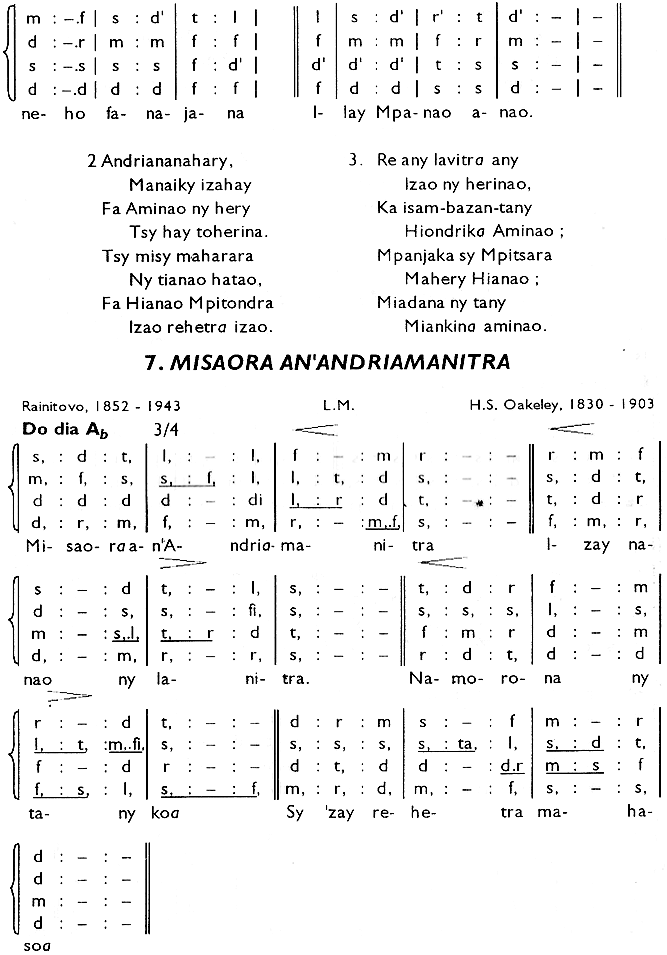 m : –.f | s : d' | t : l | l | s : d' | r' : t | d' : – | – |
d : –.r | m : m | f : f | f | m : m | f : r | m : – | – |
s : –.s | s : s | f : d' | d' | d' : d' | t : s | s : – | – |
d : –.d | d : d | f : f | f | d : d | s : s | d : – | – |
ne- ho fa- na- ja- na I- lay Mpa- nao a- nao.
2 Andriananahary,
Manaiky izahay
Fa Aminao ny hery
Tsy hay toherina.
Tsy misy maharara
Ny tianao hatao,
Fa Hianao Mpitondra
Izao rehetra izao.
3. Re any lavitra any
Izao ny herinao,
Ka isam-bazan-tany
Hiondrika Aminao ;
Mpanjaka sy Mpitsara
Mahery Hianao ;
Miadana ny tany
Miankina aminao.
7. MISAORA AN'ANDRIAMANITRA
Rainitovo, 1852 - 1943 L.M. H.S. Oakeley, 1830 - 1903
Do dia Ab 3/4
s, : d : t, | l, : – : l, | f : – : m | r : – : – || r : m : f
m, : f, : s, | s, : f, : l, | l, : t, : d | s, : – : – || s, : d : t,
d : d : d | d : – : di | l, : r : d | t, : – : – || t, : d : r
d, : r, : m, | f, : – : m, | r, : – : m,.f, | s, : – : – || f, : m, : r,
Mi- sao- ra a- n'A- ndria- ma- ni- tra I- zay na-
s : – : d | t, : – : l, | s, : – : – || t, : d : r | f : – : m
d : – : s, | s, : – : fi, | s, : – : – || s, : s, : s, | l, : – : s,
m : – : s,.l, | t, : r : d | t, : – : – || f : m : r | d : – : m
d, : – : m, | r, : – : r, | s, : – : – || r : d : t, | d : – : d
nao ny la- ni- tra. Na- mo- ro- na ny
r : – : d | t, : – : – || d : r : m | s : – : f | m : – : r
l, : t, : m,.fi, | s, : – : – || s, : s, : s, | s, : ta, : l, | s, : d : t,
f : – : d | r : – : – || d : t, : d | d : – : d.r | m : s : f
f, : s, : l, | s, : – : f, || m, : r, : d, | m, : – : f, | s, : – : s,
ta- ny koa Sy 'zay re- he- tra ma- ha-
d : – : –
d : – : –
m : – : –
d : – : –
soa